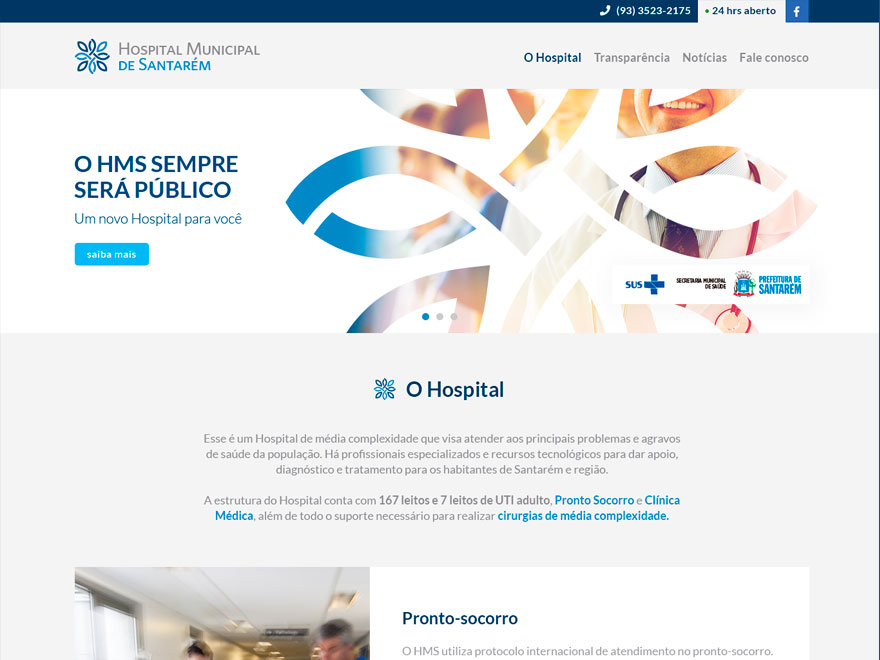 (93) 3523-2175
• 24 hrs aberto
f
HOSPITAL MUNICIPAL
DE SANTARÉM
O Hospital
Transparência
Notícias
Fale conosco
O HMS SEMPRE
SERÁ PÚBLICO
Um novo Hospital para você
saiba mais
SUS
SECRETARIA MUNICIPAL
DE SAÚDE
PREFEITURA DE
SANTARÉM
O Hospital
Esse é um Hospital de média complexidade que visa atender aos principais problemas e agravos
de saúde da população. Há profissionais especializados e recursos tecnológicos para dar apoio,
diagnóstico e tratamento para os habitantes de Santarém e região.
A estrutura do Hospital conta com 167 leitos e 7 leitos de UTI adulto, Pronto Socorro e Clínica
Médica, além de todo o suporte necessário para realizar cirurgias de média complexidade.
Pronto-socorro
O HMS utiliza protocolo internacional de atendimento no pronto-socorro.